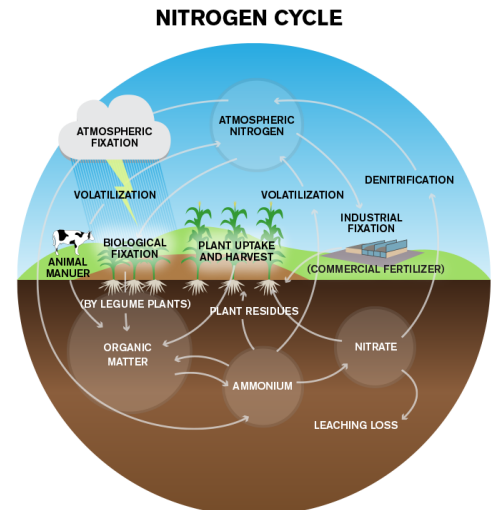 NITROGEN CYCLE
ATMOSPHERIC
FIXATION
ATMOSPHERIC
NITROGEN
VOLATILIZATION
VOLATILIZATION
DENITRIFICATION
INDUSTRIAL
FIXATION
(COMMERCIAL FERTILIZER)
ANIMAL
MANUER
BIOLOGICAL
FIXATION
(BY LEGUME PLANTS)
PLANT UPTAKE
AND HARVEST
PLANT RESIDUES
ORGANIC
MATTER
AMMONIUM
NITRATE
LEACHING LOSS